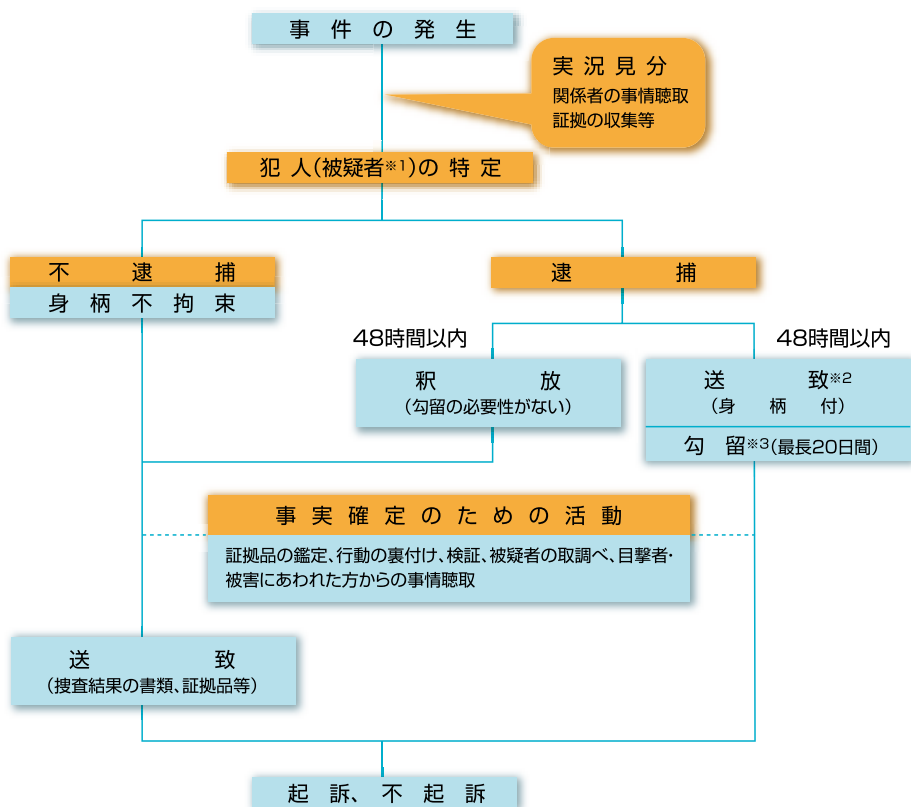 事件の発生
実況見分
関係者の事情聴取
証拠の収集等
犯人(被疑者※1)の特定
不逮捕
身柄不拘束
逮捕
48時間以内
釈放
(勾留の必要性がない)
48時間以内
送致※2
(身柄付)
勾留※3(最長20日間)
事実確定のための活動
証拠品の鑑定、行動の裏付け、検証、被疑者の取調べ、目撃者・
被害にあわれた方からの事情聴取
送致
(捜査結果の書類、証拠品等)
起訴、不起訴